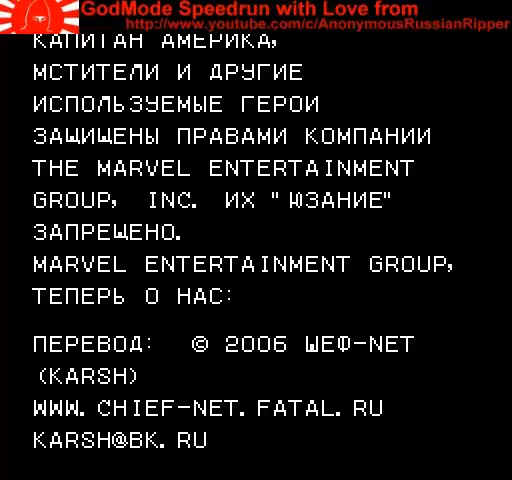 GodMode Speedrun with Love from
http://www.youtube.com/c/AnonymousRussianRipper
КАПИТАН АМЕРИКА,
МСТИТЕЛИ И ДРУГИЕ
ИСПОЛЬЗУЕМЫЕ ГЕРОИ
ЗАЩИЩЕНЫ ПРАВАМИ КОМПАНИИ
THE MARVEL ENTERTAINMENT
GROUP, INC. ИХ "ЮЗАНИЕ"
ЗАПРЕЩЕНО.
MARVEL ENTERTAINMENT GROUP,
ТЕПЕРЬ О НАС:
ПЕРЕВОД: © 2006 ШЕФ-NET
(KARSH)
WWW.CHIEF-NET.FATAL.RU
KARSH@BK.RU